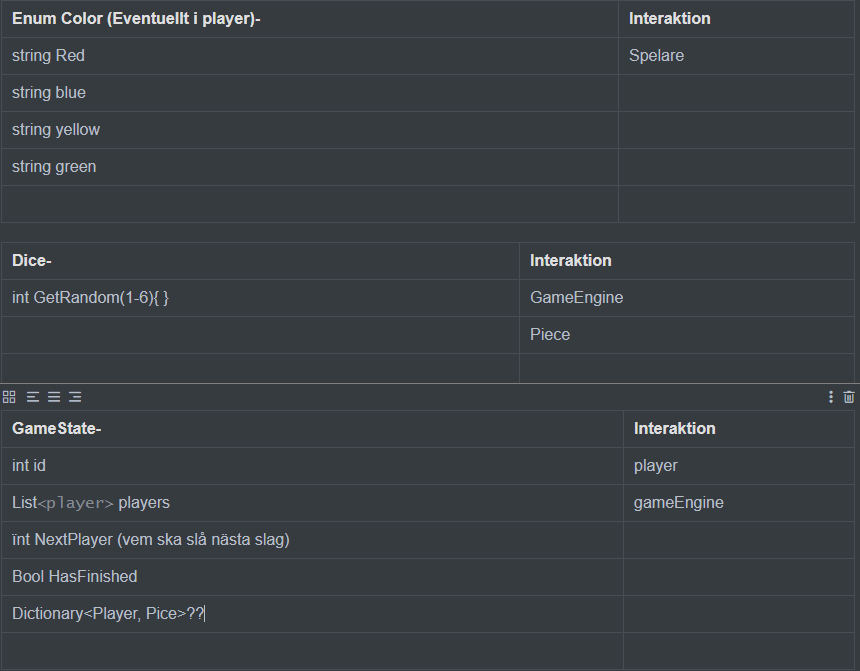 Enum Color (Eventuellt i player)- Interaktion
string Red Spelare
string blue
string yellow
string green
Dice- Interaktion
int GetRandom(1-6){ } GameEngine
Piece
GameState- Interaktion
int id player
List<player> players gameEngine
ïnt NextPlayer (vem ska slå nästa slag)
Bool HasFinished
Dictionary<Player, Pice>??